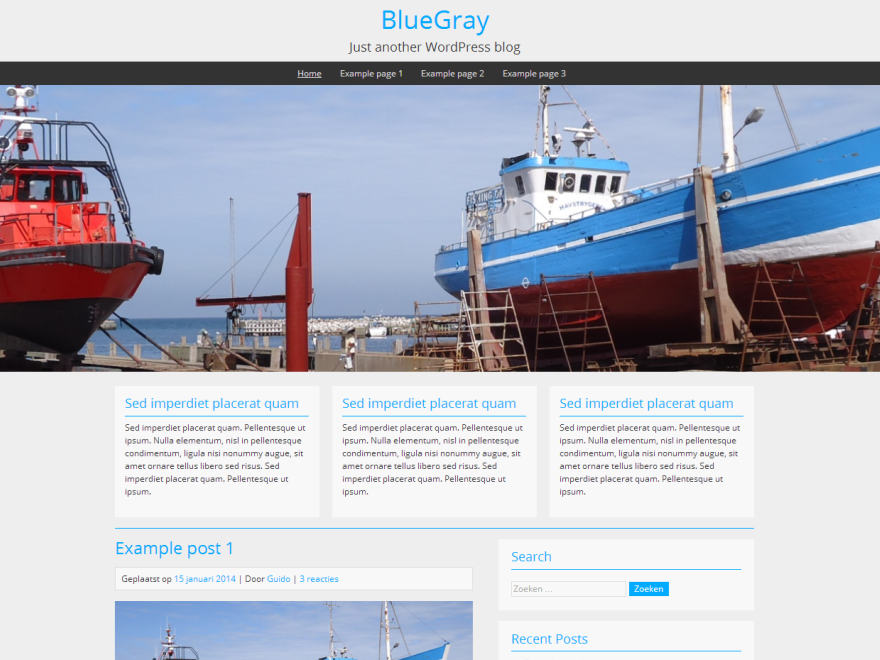 BlueGray
Just another WordPress blog
Home Example page 1 Example page 2 Example page 3
HAVSTRYGEREN
Sed imperdiet placerat quam
Sed imperdiet placerat quam. Pellentesque ut
ipsum. Nulla elementum, nisl in pellentesque
condimentum, ligula nisi nonummy augue, sit
amet ornare tellus libero sed risus. Sed
imperdiet placerat quam. Pellentesque ut
ipsum.
Sed imperdiet placerat quam
Sed imperdiet placerat quam. Pellentesque ut
ipsum. Nulla elementum, nisl in pellentesque
condimentum, ligula nisi nonummy augue, sit
amet ornare tellus libero sed risus. Sed
imperdiet placerat quam. Pellentesque ut
ipsum.
Sed imperdiet placerat quam
Sed imperdiet placerat quam. Pellentesque ut
ipsum. Nulla elementum, nisl in pellentesque
condimentum, ligula nisi nonummy augue, sit
amet ornare tellus libero sed risus. Sed
imperdiet placerat quam. Pellentesque ut
ipsum.
Example post 1
Geplaatst op 15 januari 2014 | Door Guido | 3 reacties
Search
Zoeken ... Zoeken
Recent Posts